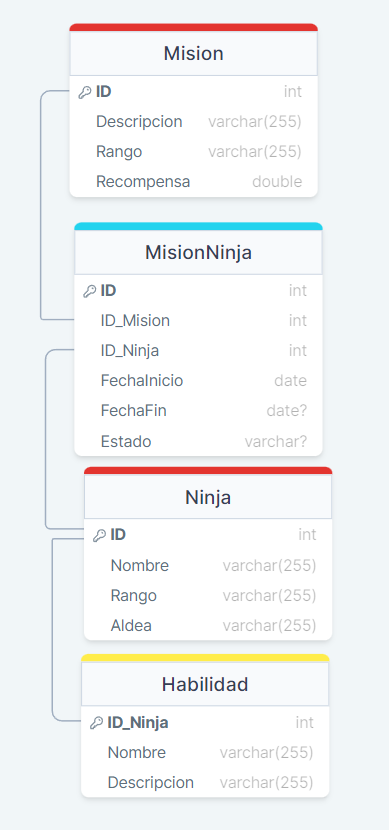 Mision
ID int
Descripcion varchar(255)
Rango varchar(255)
Recompensa double
MisionNinja
ID int
ID_Mision int
ID_Ninja int
FechaInicio date
FechaFin date?
Estado varchar?
Ninja
ID int
Nombre varchar(255)
Rango varchar(255)
Aldea varchar(255)
Habilidad
ID_Ninja int
Nombre varchar(255)
Descripcion varchar(255)